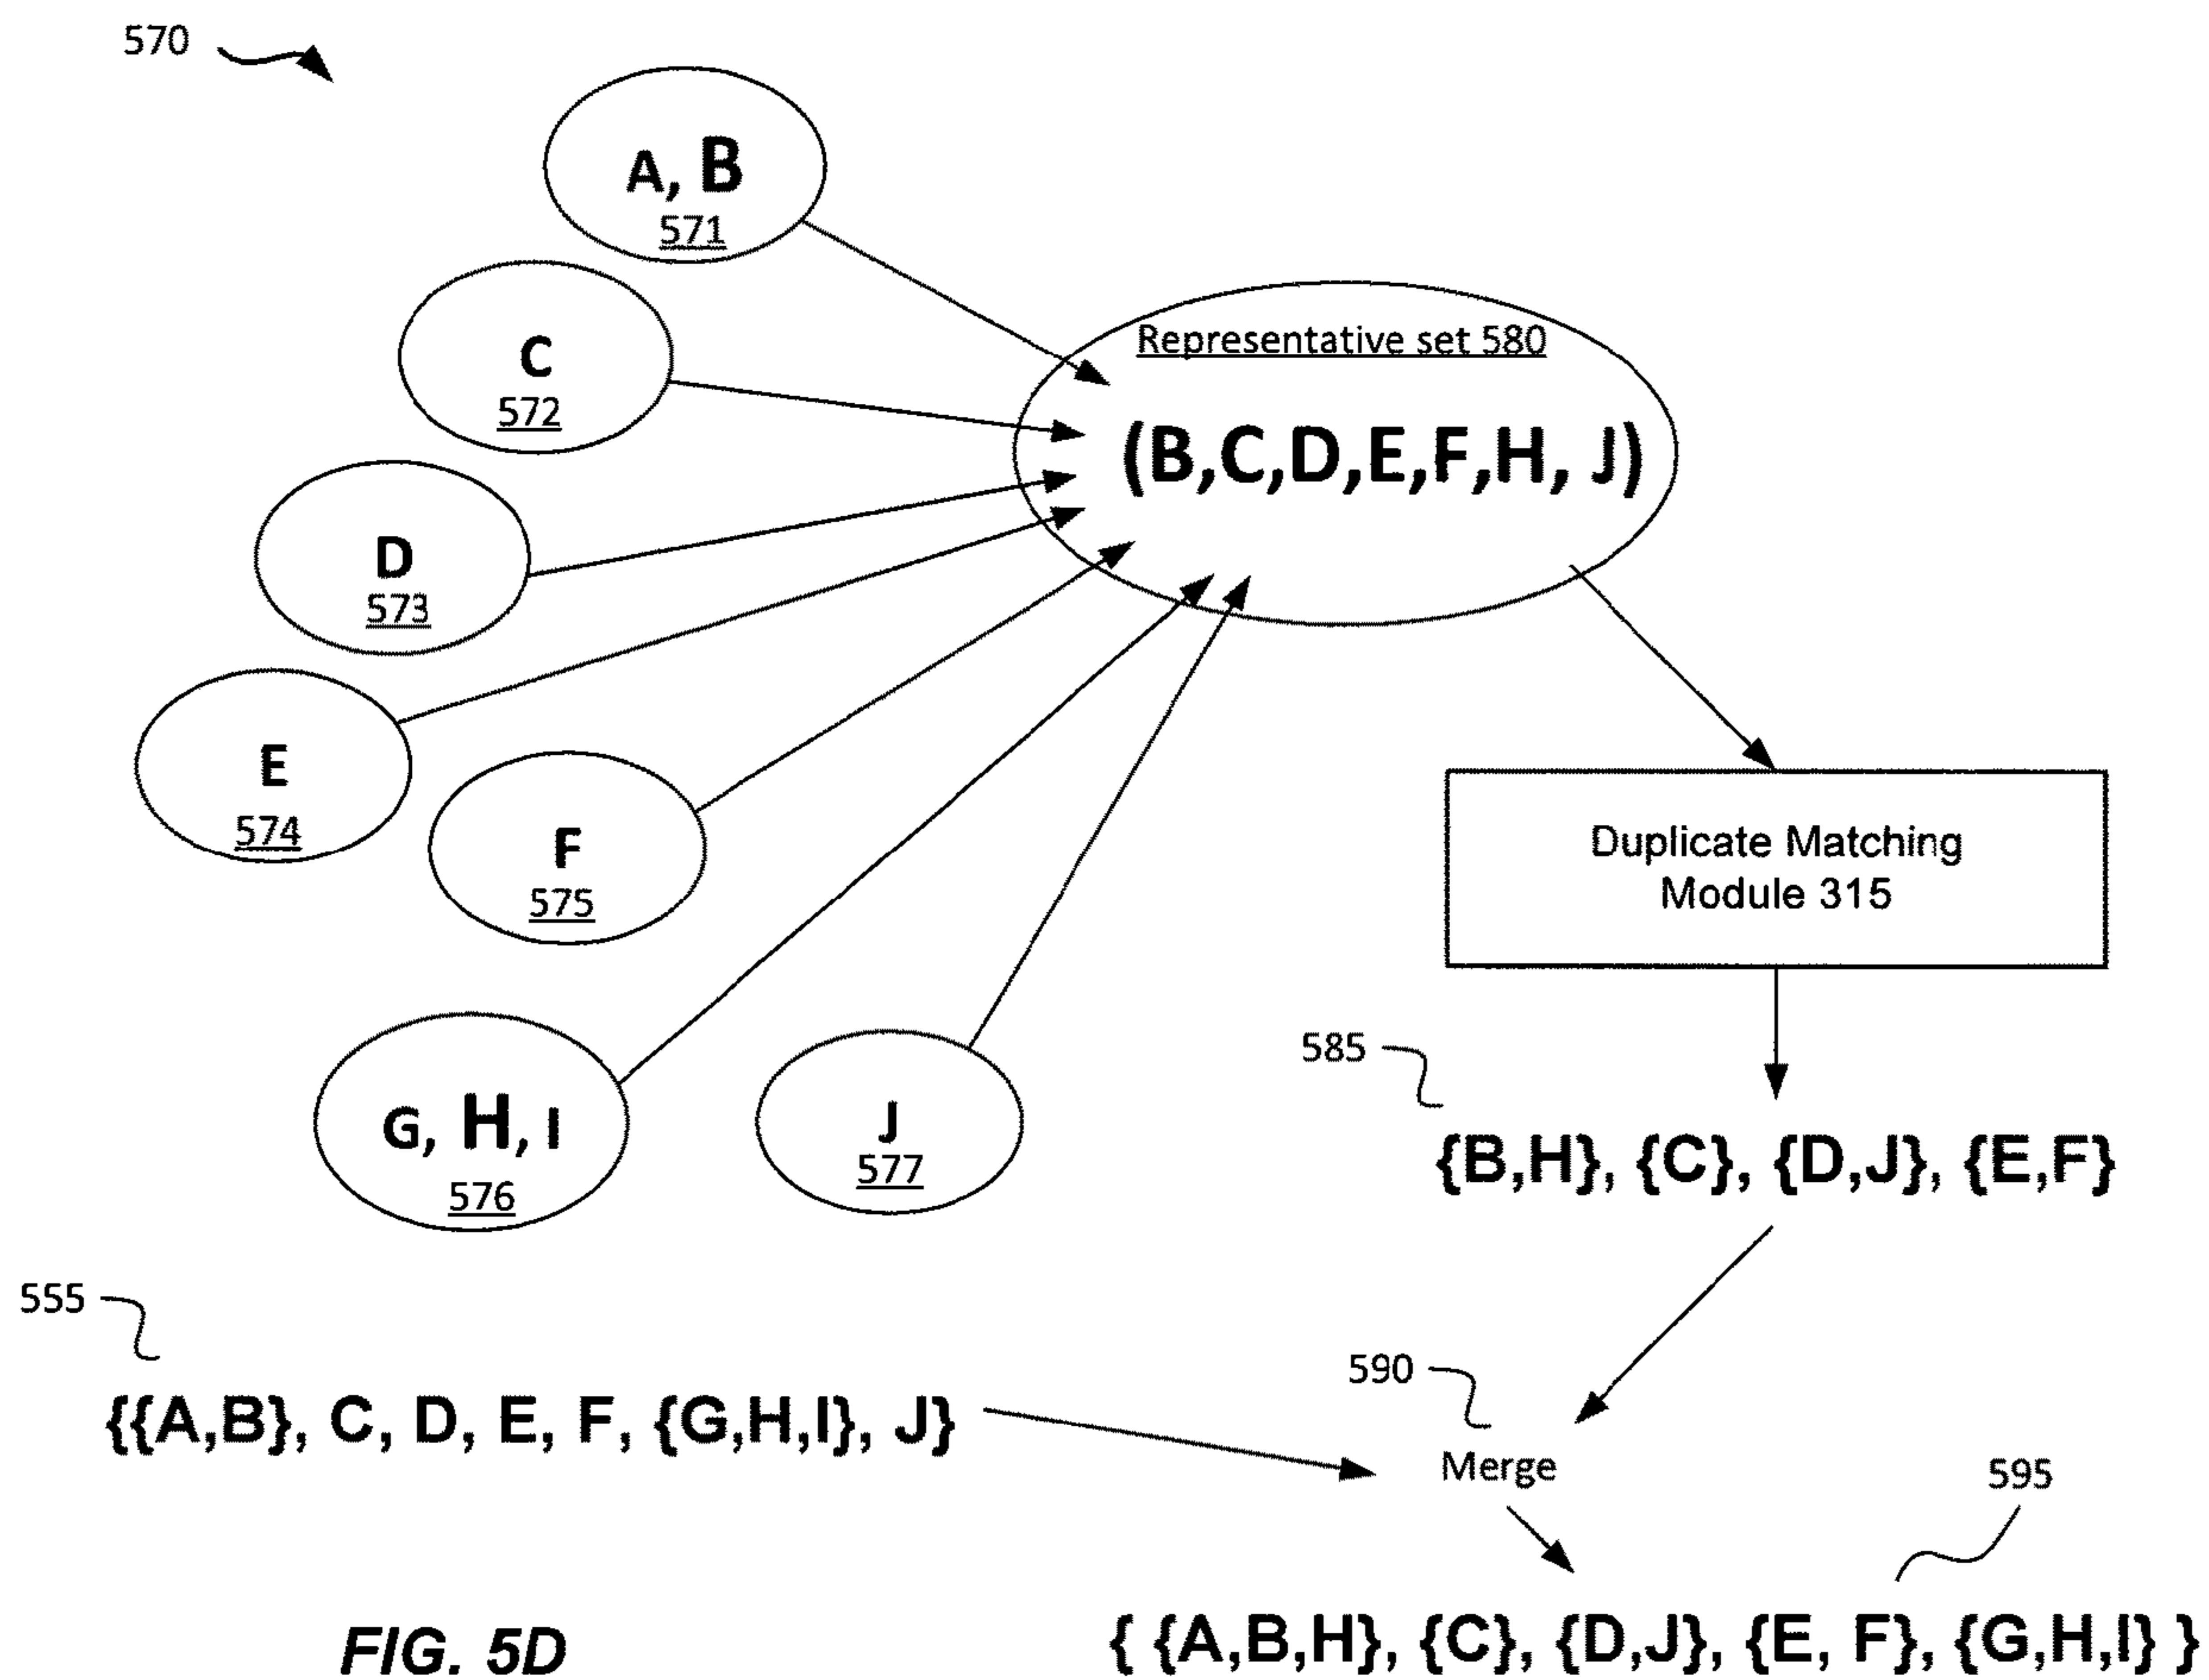 570
A, B
571
C
572
D
573
E
574
F
575
G, H, I
576
J
577
Representative set 580
(B,C,D,E,F,H, J)
Duplicate Matching
Module 315
585
{B,H}, {C}, {D,J}, {E,F}
555
{{A,B}, C, D, E, F, {G,H,I}, J}
590
Merge
595
{ {A,B,H}, {C}, {D,J}, {E, F}, {G,H,I} }
FIG. 5D